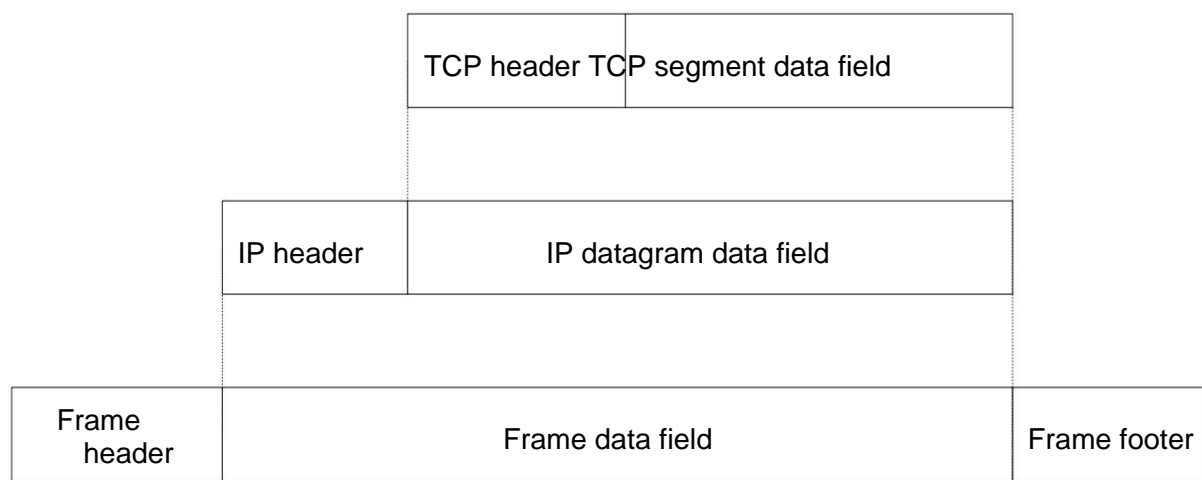 TCP header TCP segment data field
IP header IP datagram data field
Frame
header
Frame data field Frame footer